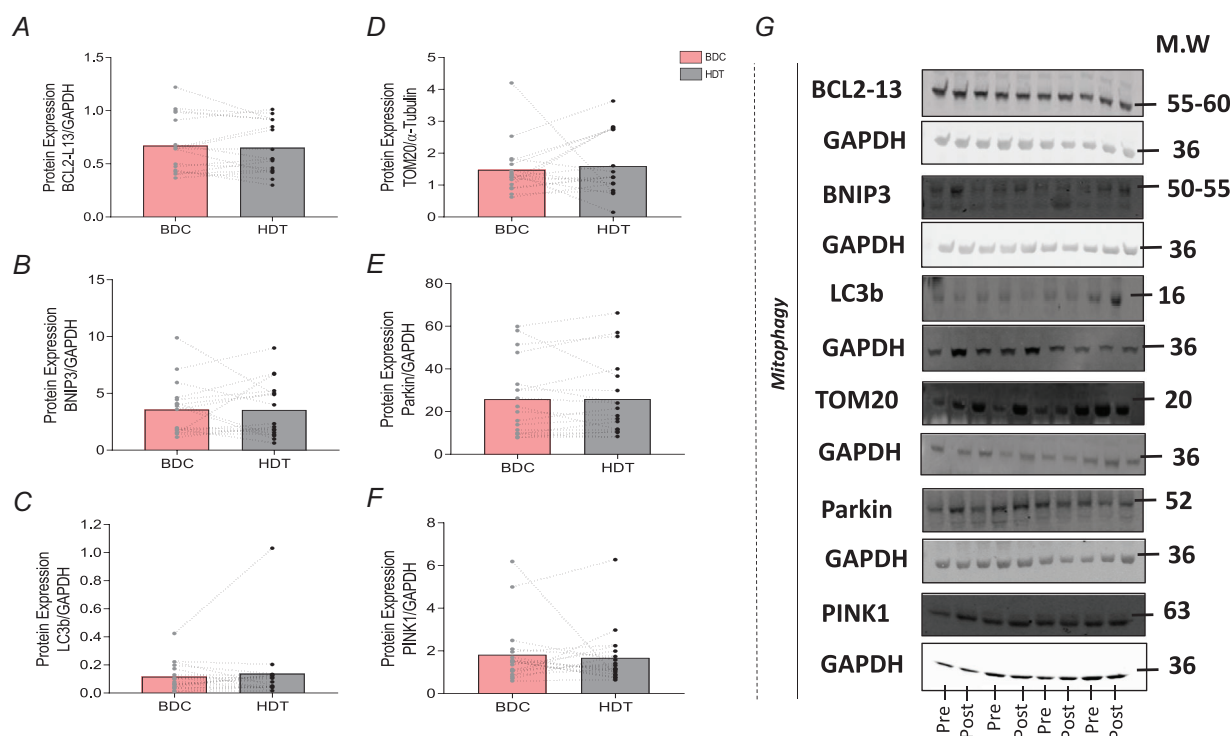 A
Protein Expression
BCL2-L13/GAPDH
1.5
1.0
0.5
0.0
BDC
HDT
B
Protein Expression
BNIP3/GAPDH
15
10
5
0
BDC
HDT
C
Protein Expression
LC3b/GAPDH
1.2
1.0
0.8
0.6
0.4
0.2
0.0
BDC
HDT
D
Protein Expression
TOM20/α-Tubulin
5
4
3
2
1
0
BDC
HDT
BDC
HDT
E
Protein Expression
Parkin/GAPDH
80
60
40
20
0
BDC
HDT
F
Protein Expression
PINK1/GAPDH
8
6
4
2
0
BDC
HDT
G
M.W
Mitophagy
BCL2-13 55-60
GAPDH 36
BNIP3 50-55
GAPDH 36
LC3b 16
GAPDH 36
TOM20 20
GAPDH 36
Parkin 52
GAPDH 36
PINK1 63
GAPDH 36
Pre Post Pre Post Pre Post Pre Post